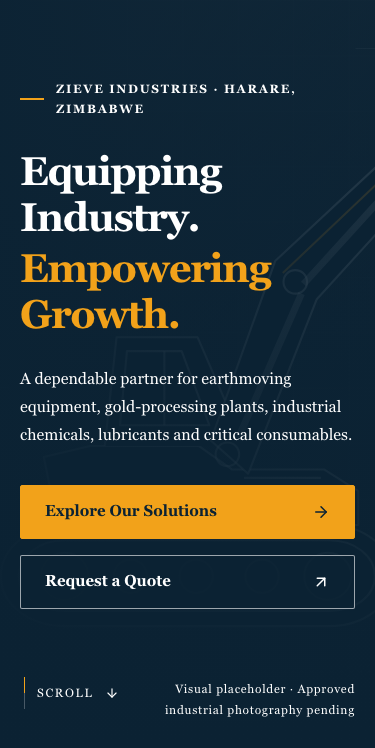 ZIEVE INDUSTRIES · HARARE,
ZIMBABWE
Equipping
Industry.
Empowering
Growth.
A dependable partner for earthmoving
equipment, gold-processing plants, industrial
chemicals, lubricants and critical consumables.
Explore Our Solutions
Request a Quote
SCROLL
Visual placeholder · Approved
industrial photography pending